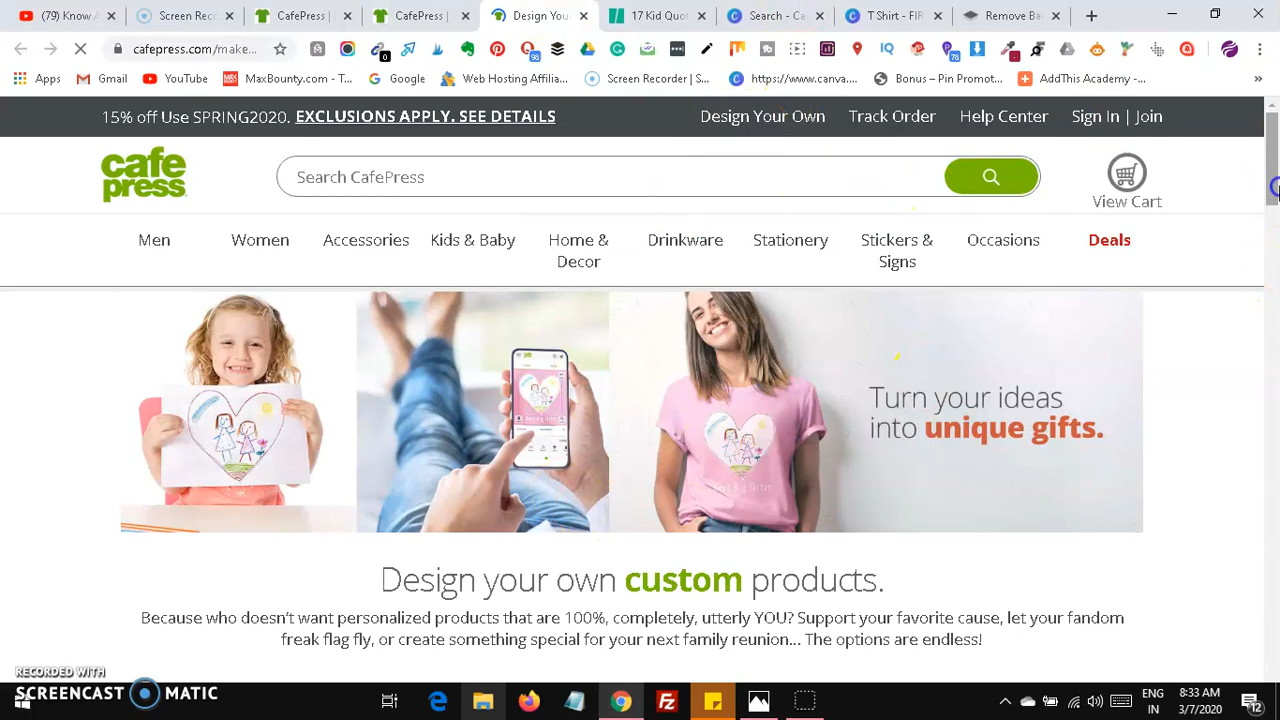 (79) Know A
Screen Rec
CafePress |
CafePress |
Design You
17 Kid Quot
Search - Ca
T Shirt - FIR
Remove Ba
cafepress.com/make...
0
98
78
Apps
Gmail
YouTube
MaxBounty.com - T...
Google
Web Hosting Affilia...
Screen Recorder | S...
https://www.canva....
Bonus – Pin Promot...
AddThis Academy -...
15% off Use SPRING2020. EXCLUSIONS APPLY. SEE DETAILS
Design Your Own
Track Order
Help Center
Sign In | Join
cafe
press
Search CafePress
View Cart
Men
Women
Accessories
Kids & Baby
Home &
Decor
Drinkware
Stationery
Stickers &
Signs
Occasions
Deals
Turn your ideas
into unique gifts.
Design your own custom products.
Because who doesn't want personalized products that are 100%, completely, utterly YOU? Support your favorite cause, let your fandom
freak flag fly, or create something special for your next family reunion... The options are endless!
RECORDED WITH
SCREENCAST MATIC
ENG
IN
8:33 AM
3/7/2020
12